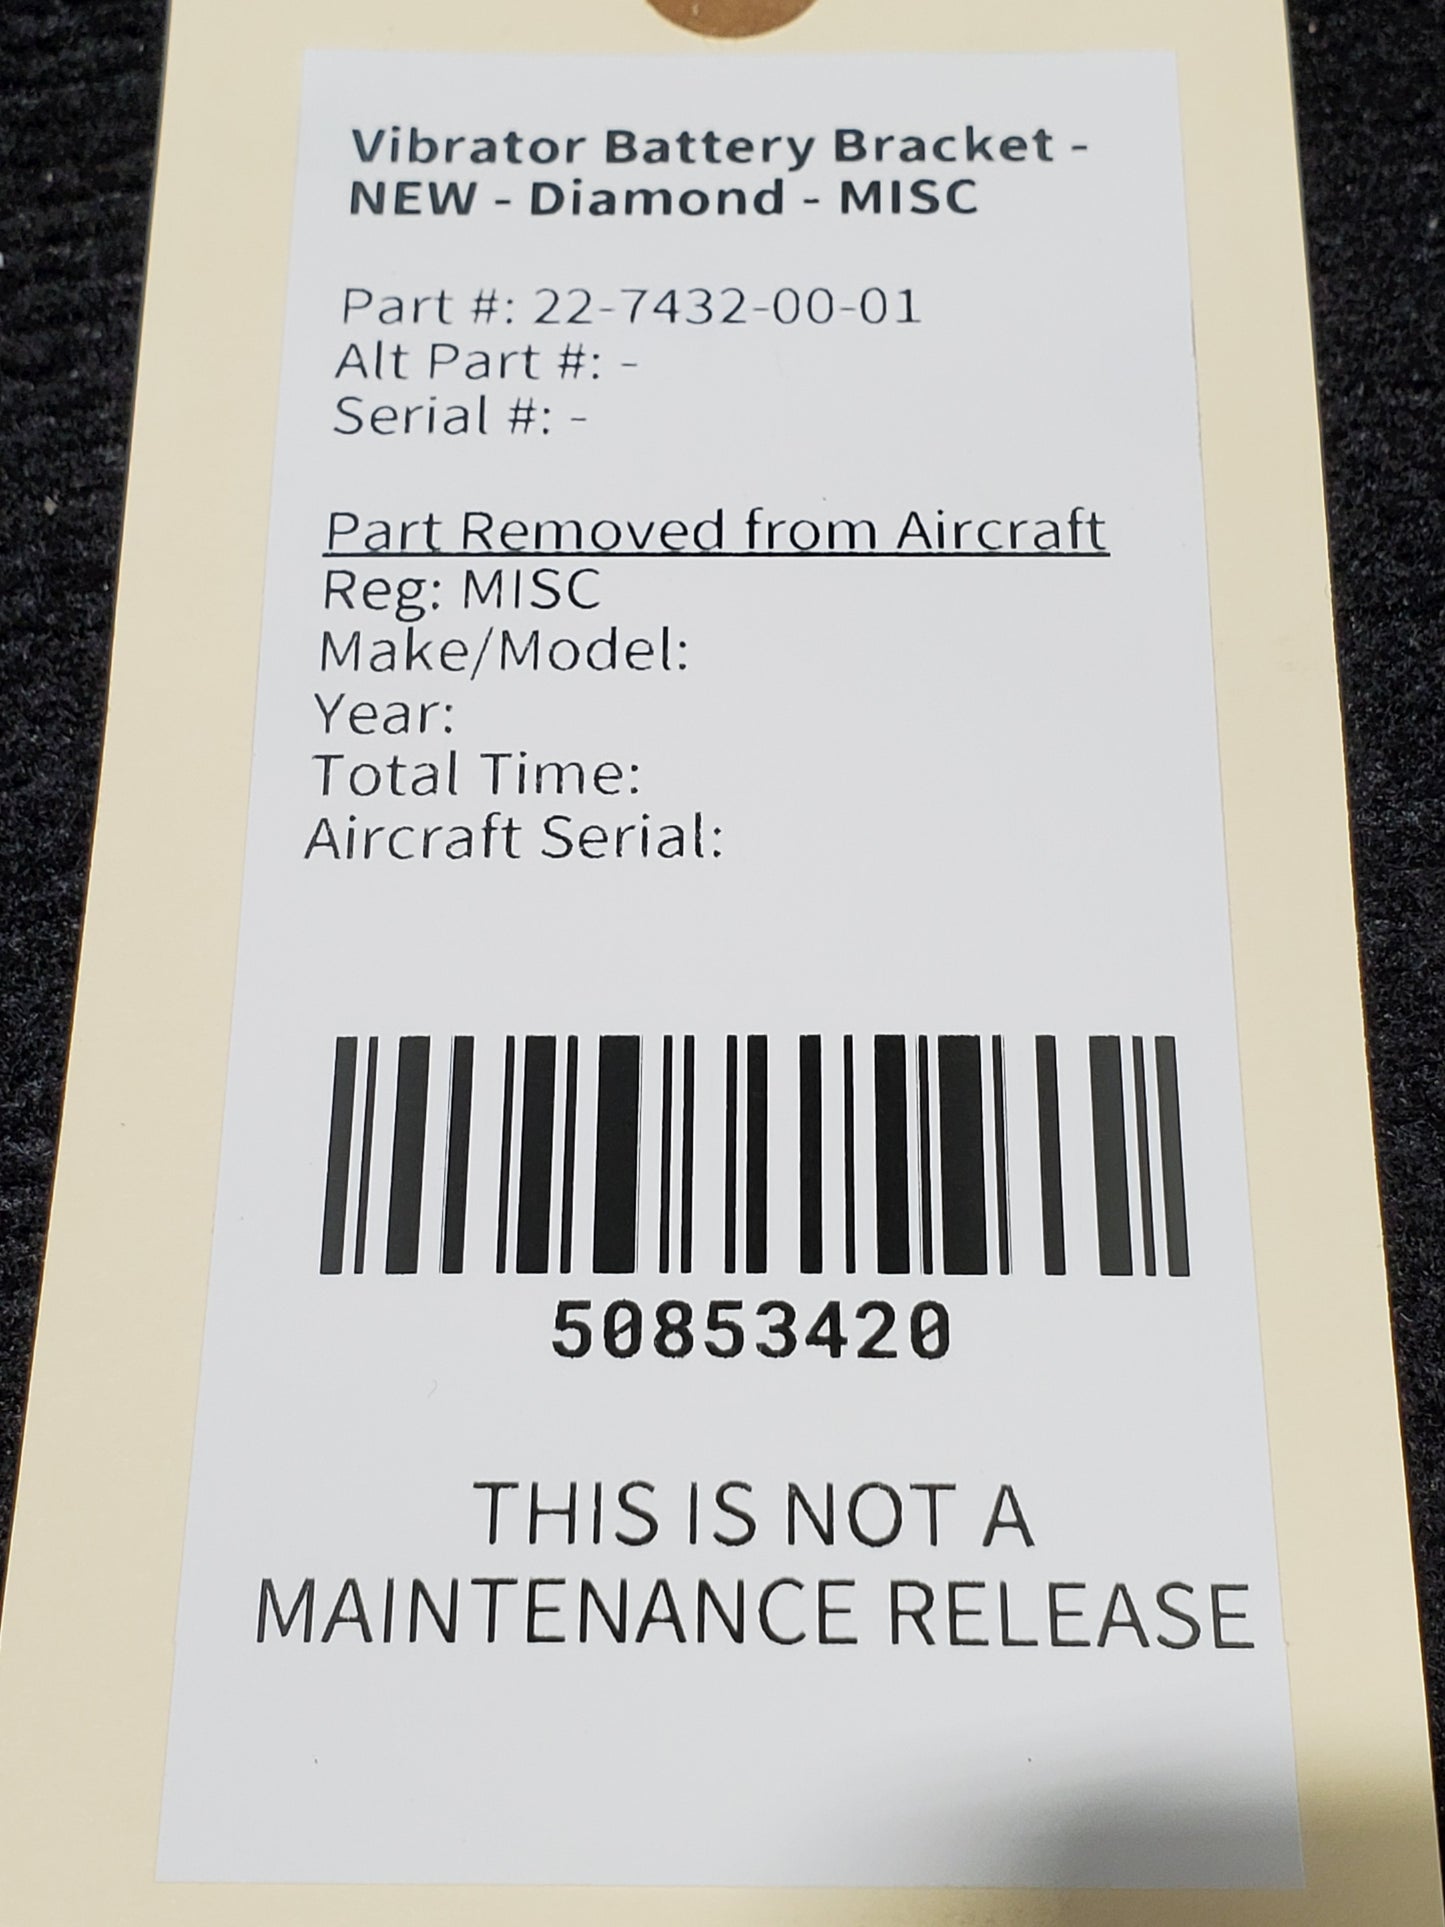 Vibrator Battery Bracket -
NEW - Diamond - MISC
Part #: 22-7432-00-01
Alt Part #: -
Serial #: -
Part Removed from Aircraft
Reg: MISC
Make/Model:
Year:
Total Time:
Aircraft Serial:
50853420
THIS IS NOT A
MAINTENANCE RELEASE